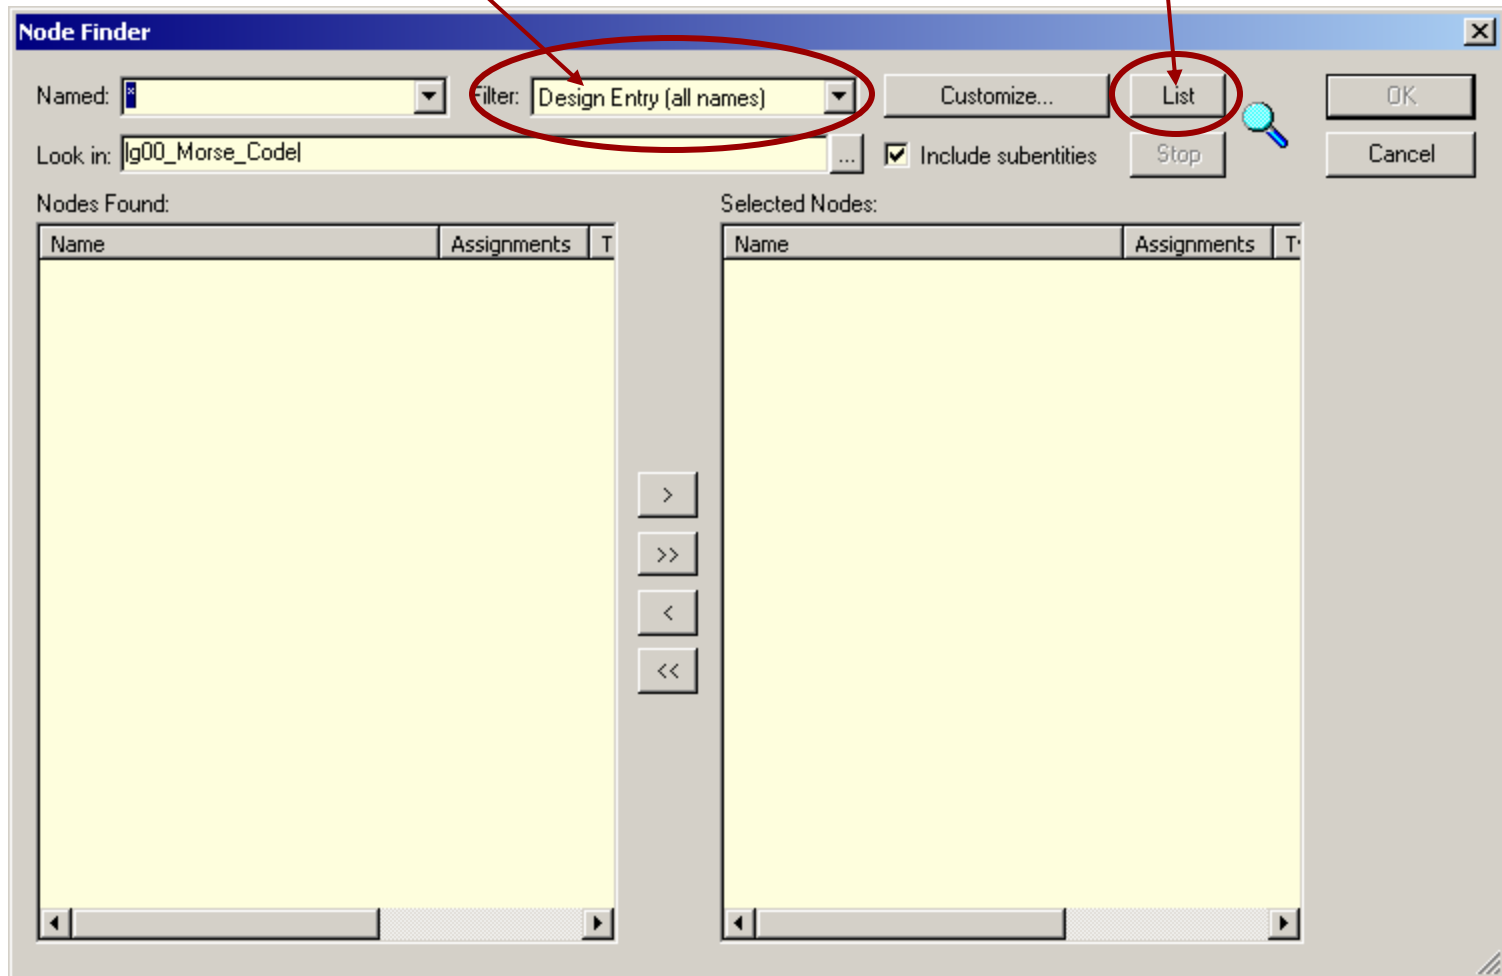 Node Finder
Named: * Filter: Design Entry (all names) Customize... List OK
Look in: |g00_Morse_Code| ... Include subentities Stop Cancel
Nodes Found: Selected Nodes:
Name Assignments T Name Assignments T
>
>>
<
<<